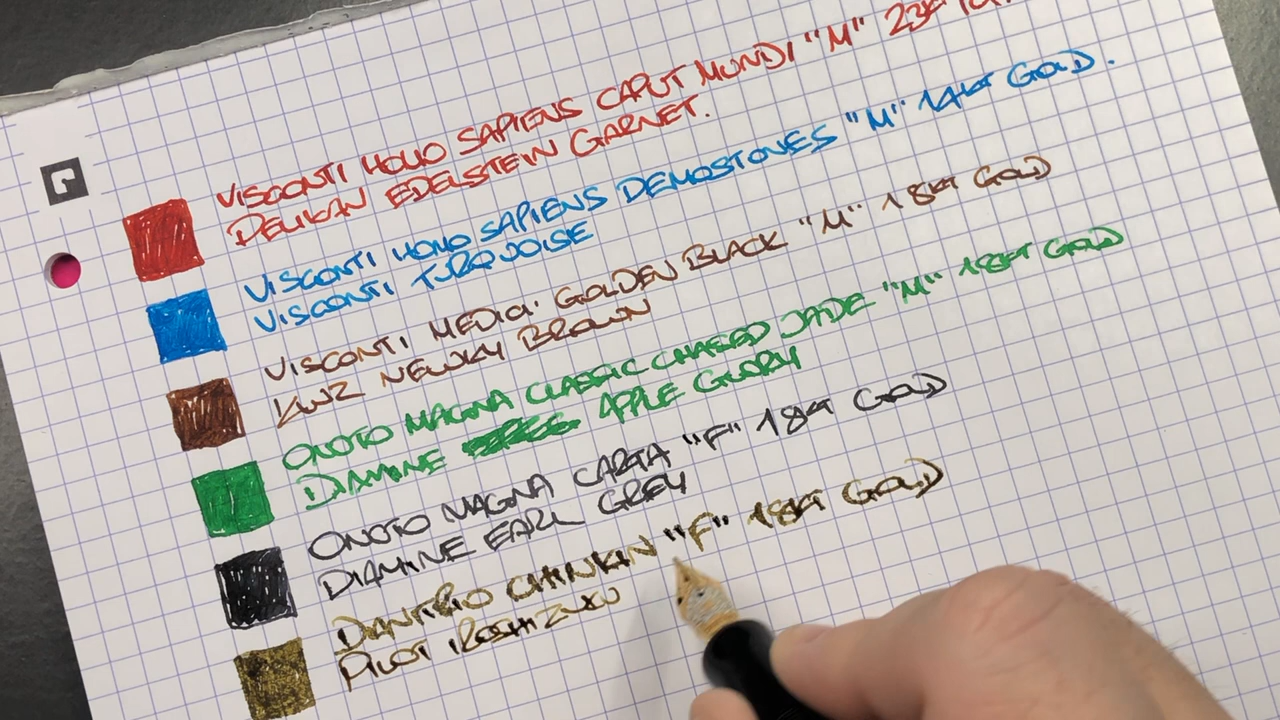 VISCONTI HOMO SAPIENS CAPUT MUNDI "M" 23KT
PELIKAN EDELSTEIN GARNET.
VISCONTI HOMO SAPIENS DEMOSTONES "M" 14KT GOLD.
VISCONTI TURQUOISE
VISCONTI MEDICI GOLDEN BLACK "M" 18KT GOLD
KWZ NEWKY BROWN
ONOTO MAGNA CLASSIC CHASED JADE "M" 18KT GOLD
DIAMINE APPLE GLORY
ONOTO MAGNA CARTA "F" 18KT GOLD
DIAMINE EARL GREY
CHINKIN "F" 18KT GOLD
PILOT IROSHIZUKU